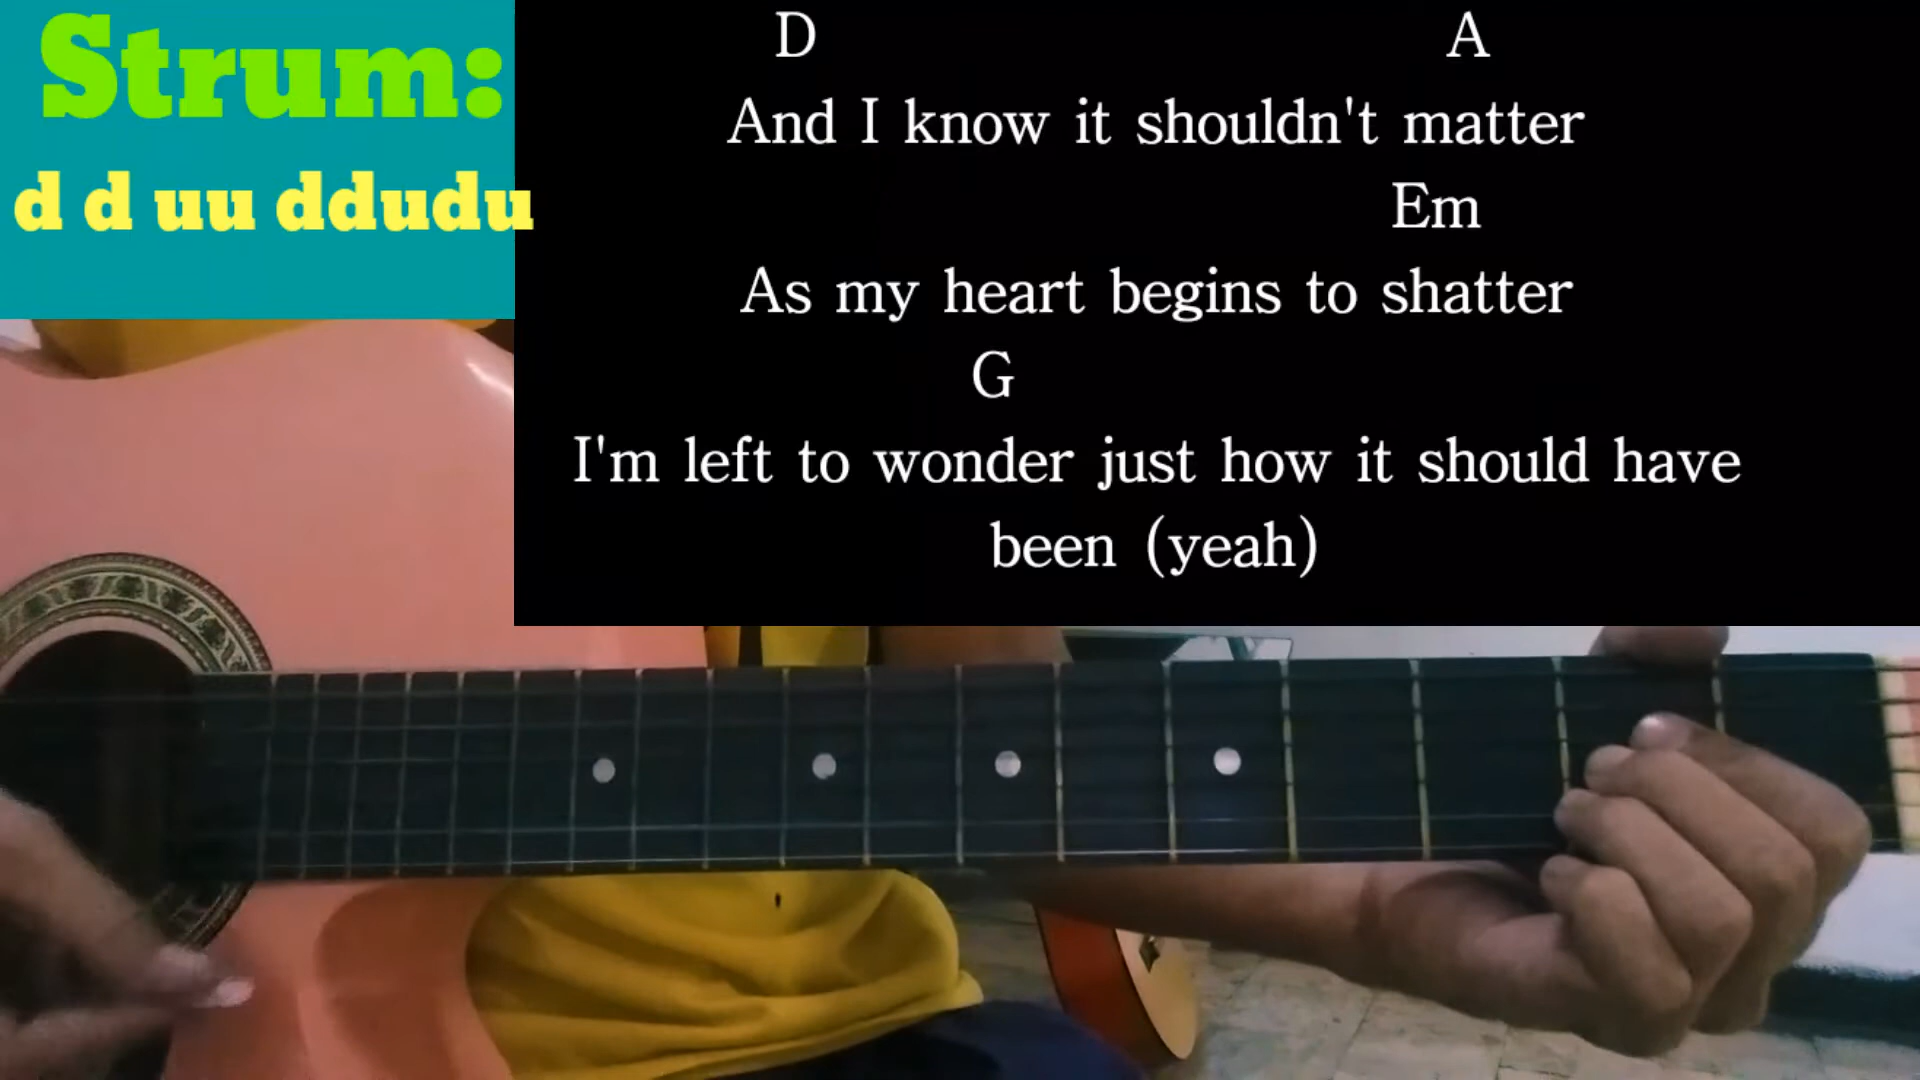 Strum:
d d uu ddudu
D A
And I know it shouldn't matter
Em
As my heart begins to shatter
G
I'm left to wonder just how it should have
been (yeah)